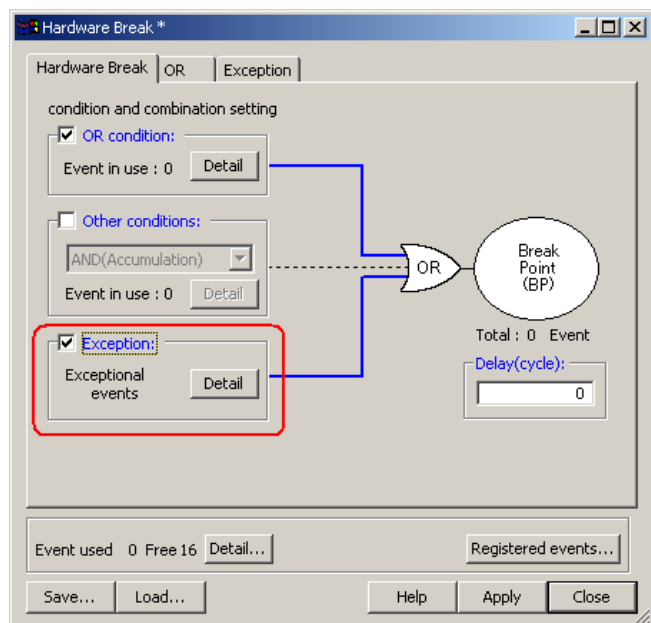 Hardware Break *
Hardware Break OR Exception
condition and combination setting
OR condition:
Event in use : 0 Detail
Other conditions:
AND(Accumulation)
Event in use : 0 Detail
Exception:
Exceptional
events
Detail
OR
Break
Point
(BP)
Total : 0 Event
Delay(cycle):
0
Event used 0 Free 16 Detail...
Registered events...
Save... Load... Help Apply Close